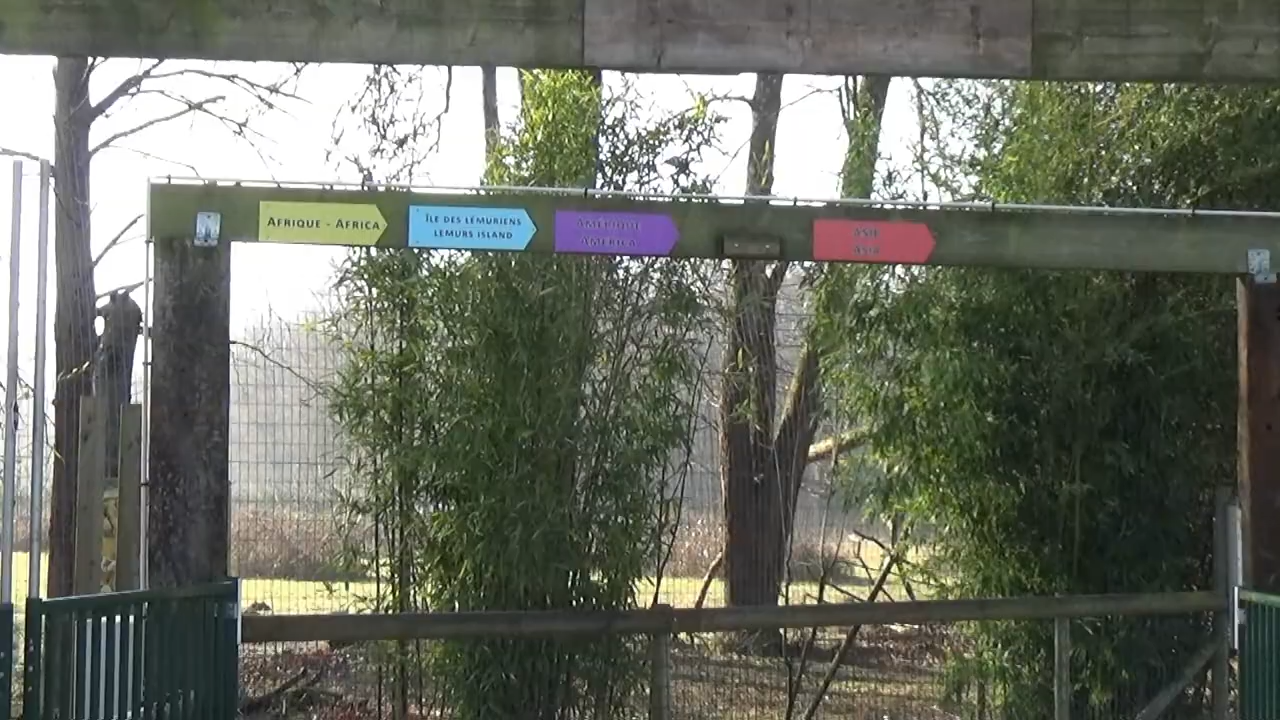 AFRIQUE - AFRICA
ÎLE DES LÉMURIENS
LEMURS ISLAND
AMÉRIQUE
AMERICA
ASIE
ASIA